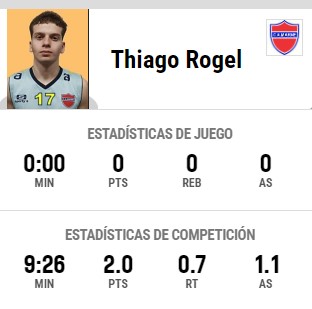 Thiago Rogel
17
ESTADÍSTICAS DE JUEGO
0:00 0 0 0
MIN PTS REB AS
ESTADÍSTICAS DE COMPETICIÓN
9:26 2.0 0.7 1.1
MIN PTS RT AS